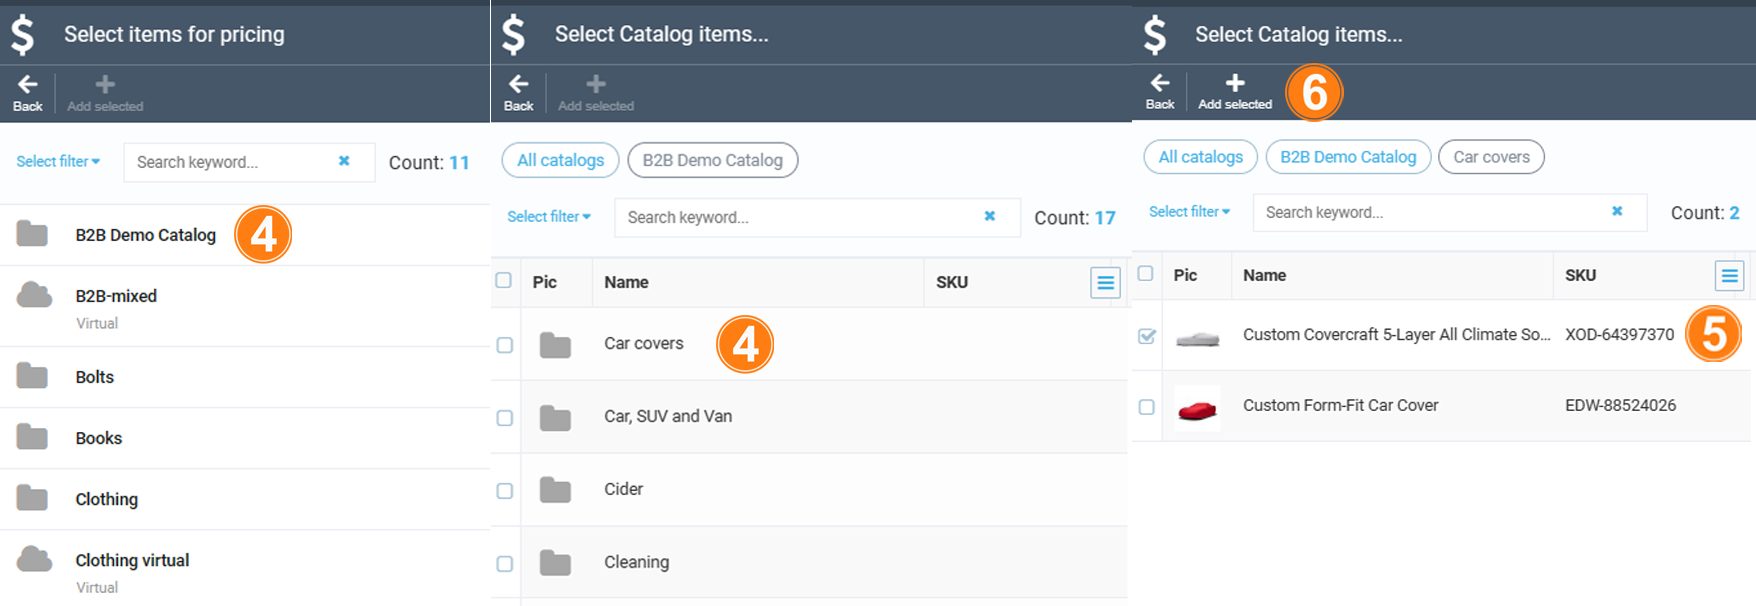 $ Select items for pricing
Back Add selected
Select filter Search keyword... Count: 11
B2B Demo Catalog 4
B2B-mixed
Virtual
Bolts
Books
Clothing
Clothing virtual
Virtual
$ Select Catalog items...
Back Add selected
All catalogs B2B Demo Catalog
Select filter Search keyword... Count: 17
Pic Name SKU
Car covers 4
Car, SUV and Van
Cider
Cleaning
$ Select Catalog items...
Back Add selected 6
All catalogs B2B Demo Catalog Car covers
Select filter Search keyword... Count: 2
Pic Name SKU
Custom Covercraft 5-Layer All Climate So... XOD-64397370 5
Custom Form-Fit Car Cover EDW-88524026